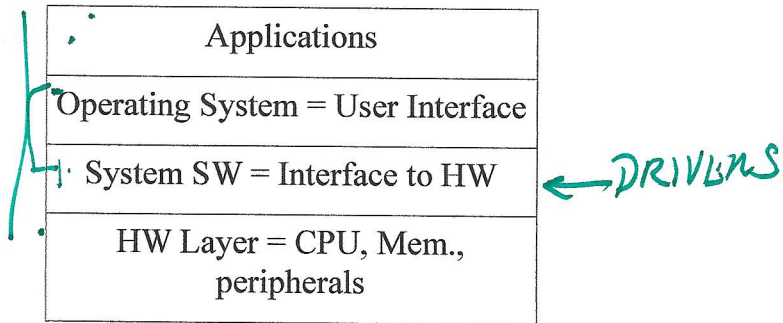 Applications
Operating System = User Interface
System SW = Interface to HW
DRIVERS
HW Layer = CPU, Mem.,
peripherals